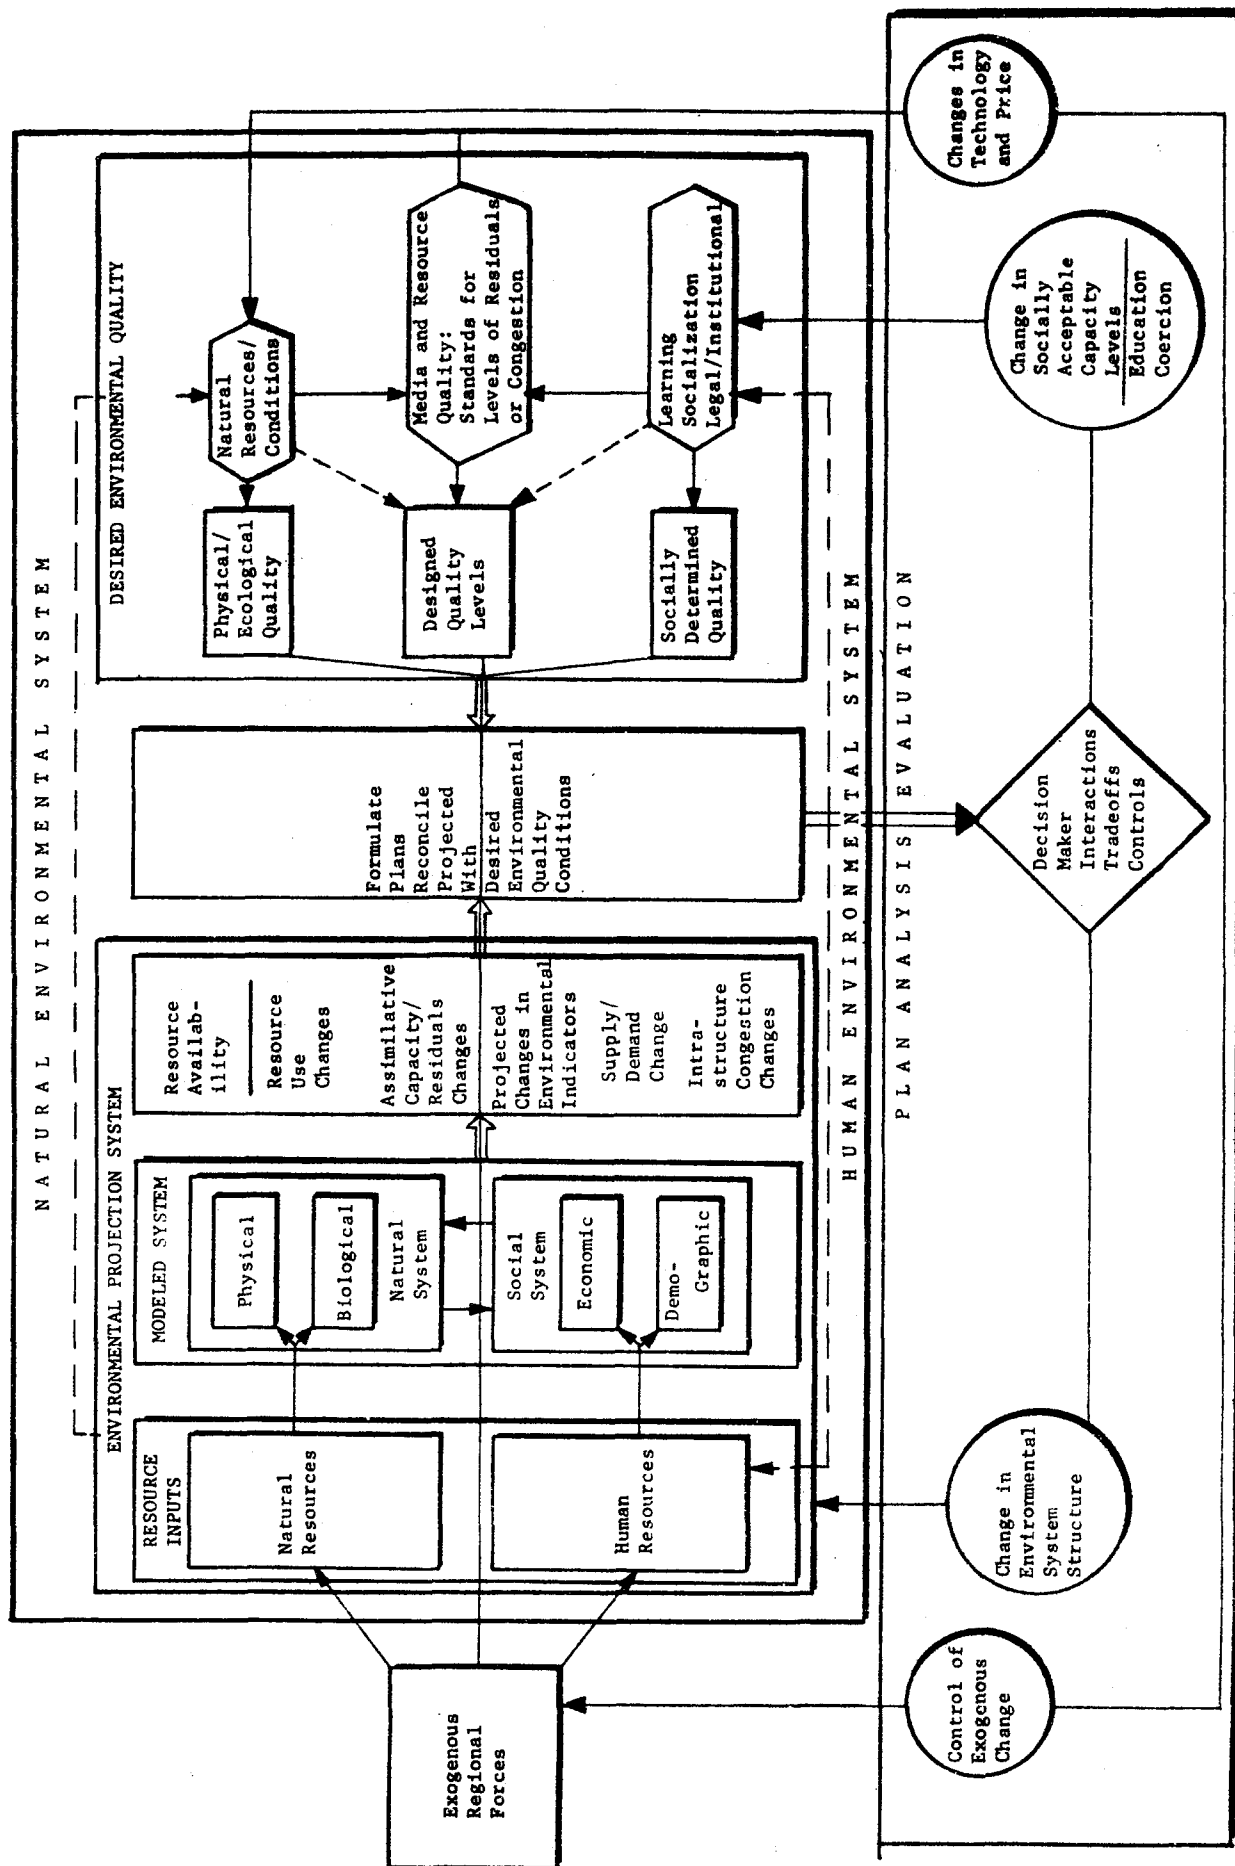 NATURAL ENVIRONMENTAL SYSTEM
ENVIRONMENTAL PROJECTION SYSTEM
DESIRED ENVIRONMENTAL QUALITY
RESOURCE
INPUTS
MODELED SYSTEM
Natural
Resources
Human
Resources
Physical
Biological
Natural
System
Social
System
Economic
Demo-
Graphic
Resource
Availab-
ility
Resource
Use
Changes
Assimilative
Capacity/
Residuals
Changes
Projected
Changes in
Environmental
Indicators
Supply/
Demand
Change
Intra-
structure
Congestion
Changes
Formulate
Plans
Reconcile
Projected
With
Desired
Environmental
Quality
Conditions
Physical/
Ecological
Quality
Natural
Resources/
Conditions
Designed
Quality
Levels
Media and Resource
Quality:
Standards for
Levels of Residuals
or Congestion
Socially
Determined
Quality
Learning
Socialization
Legal/Institutional
Exogenous
Regional
Forces
HUMAN ENVIRONMENTAL SYSTEM
PLAN ANALYSIS EVALUATION
Control of
Exogenous
Change
Change in
Environmental
System
Structure
Decision
Maker
Interactions
Tradeoffs
Controls
Change in
Socially
Acceptable
Capacity
Levels
Education
Coercion
Changes in
Technology
and Price